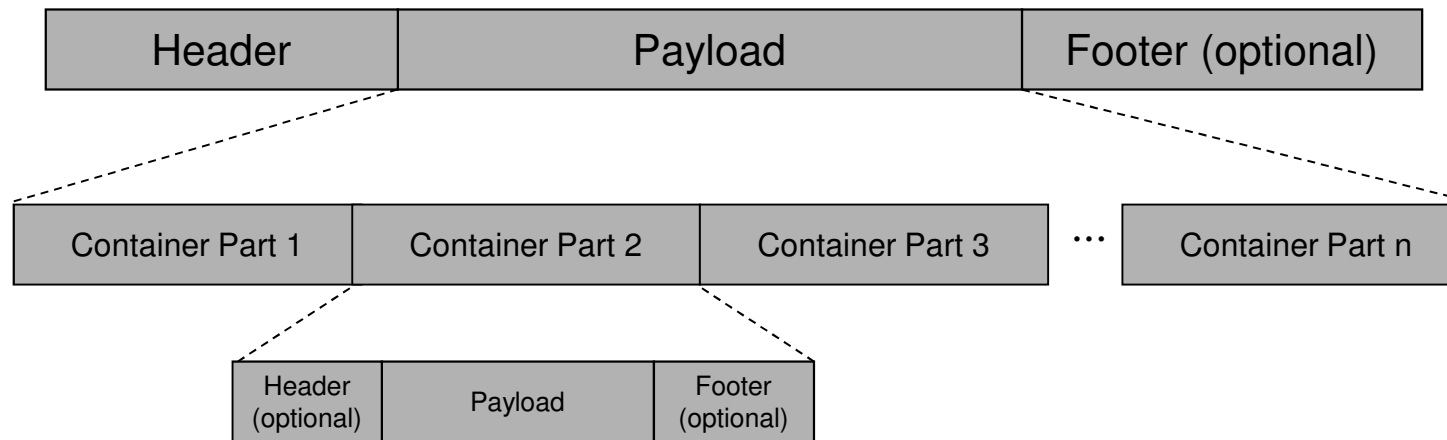 Header Payload Footer (optional)
Container Part 1 Container Part 2 Container Part 3 ... Container Part n
Header
(optional)
Payload
Footer
(optional)